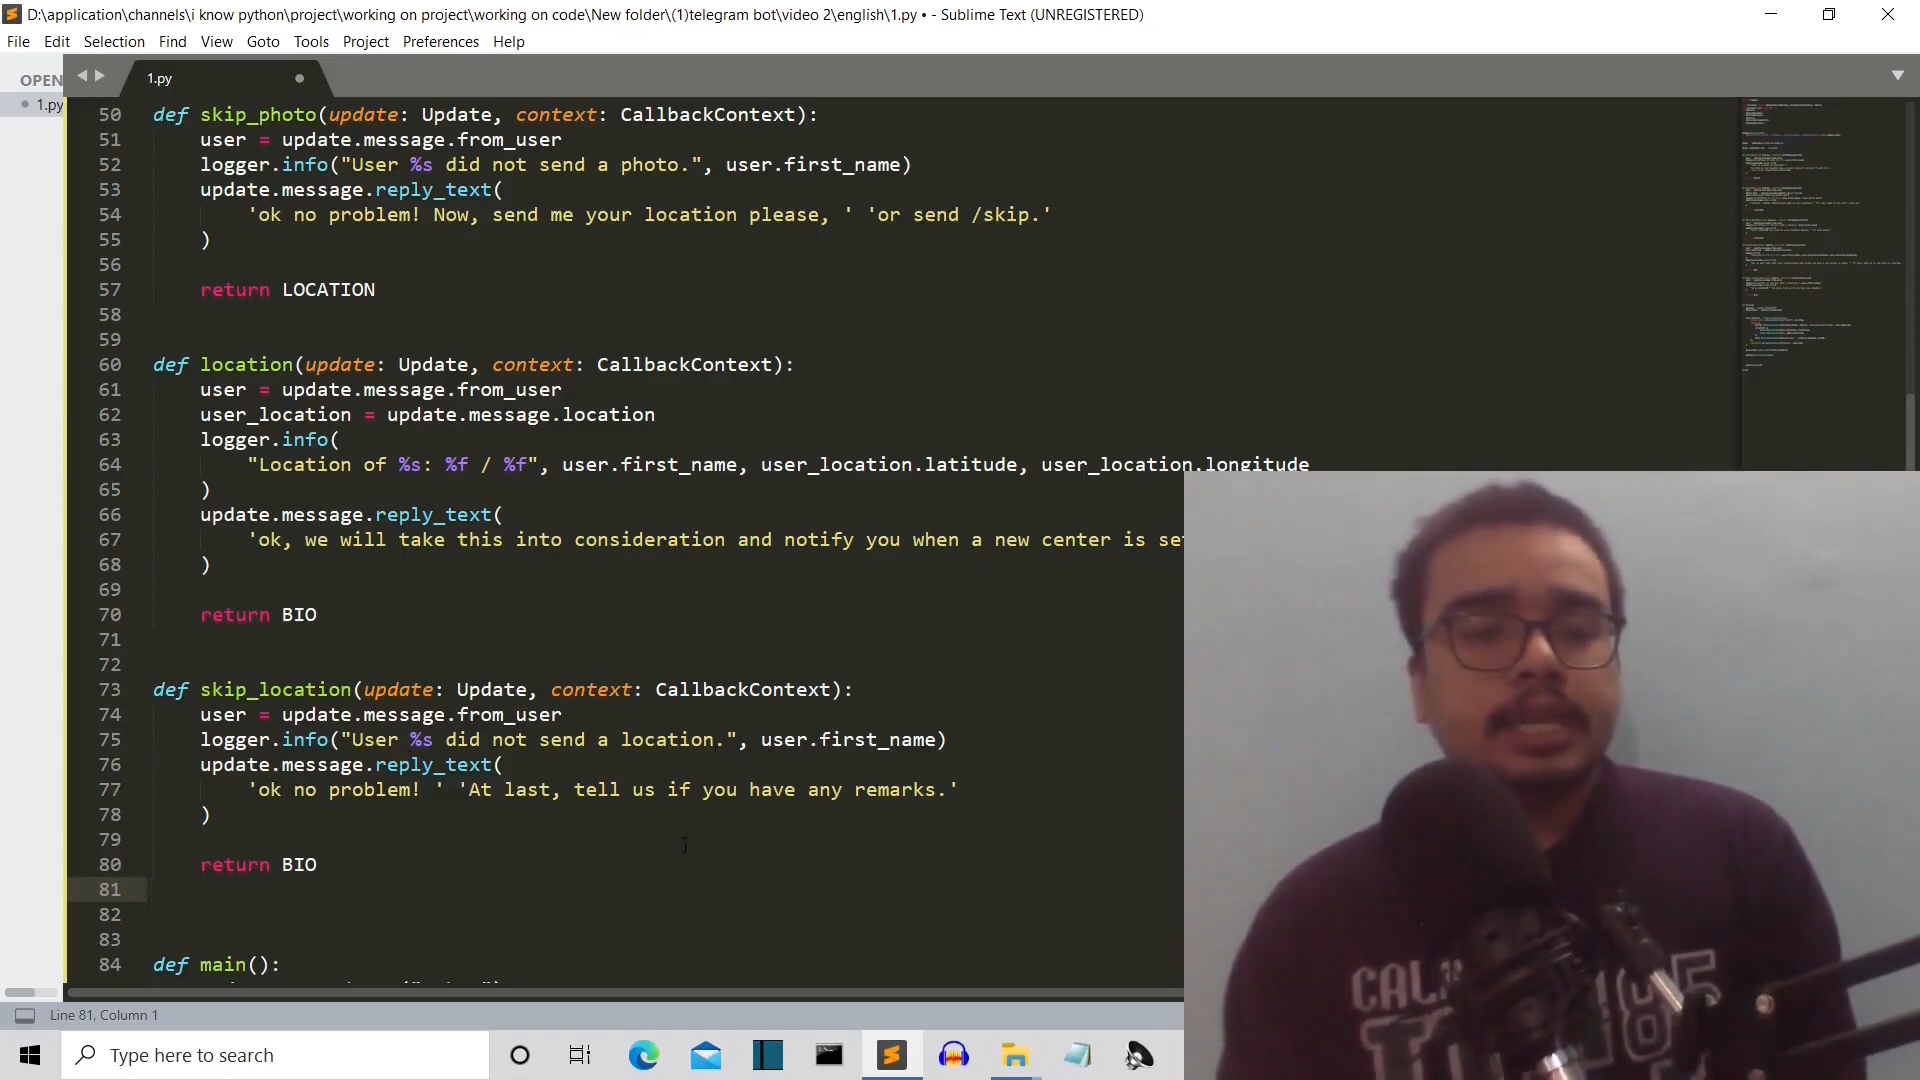 D:\application\channels\i know python\project\working on project\working on code\New folder\(1)telegram bot\video 2\english\1.py • - Sublime Text (UNREGISTERED)
File Edit Selection Find View Goto Tools Project Preferences Help
OPEN
1.py
1.py
50 def skip_photo(update: Update, context: CallbackContext):
51 user = update.message.from_user
52 logger.info("User %s did not send a photo.", user.first_name)
53 update.message.reply_text(
54 'ok no problem! Now, send me your location please, ' 'or send /skip.'
55 )
56
57 return LOCATION
58
59
60 def location(update: Update, context: CallbackContext):
61 user = update.message.from_user
62 user_location = update.message.location
63 logger.info(
64 "Location of %s: %f / %f", user.first_name, user_location.latitude, user_location.longitude
65 )
66 update.message.reply_text(
67 'ok, we will take this into consideration and notify you when a new center is se
68 )
69
70 return BIO
71
72
73 def skip_location(update: Update, context: CallbackContext):
74 user = update.message.from_user
75 logger.info("User %s did not send a location.", user.first_name)
76 update.message.reply_text(
77 'ok no problem! ' 'At last, tell us if you have any remarks.'
78 )
79
80 return BIO
81
82
83
84 def main():
Line 81, Column 1
Type here to search